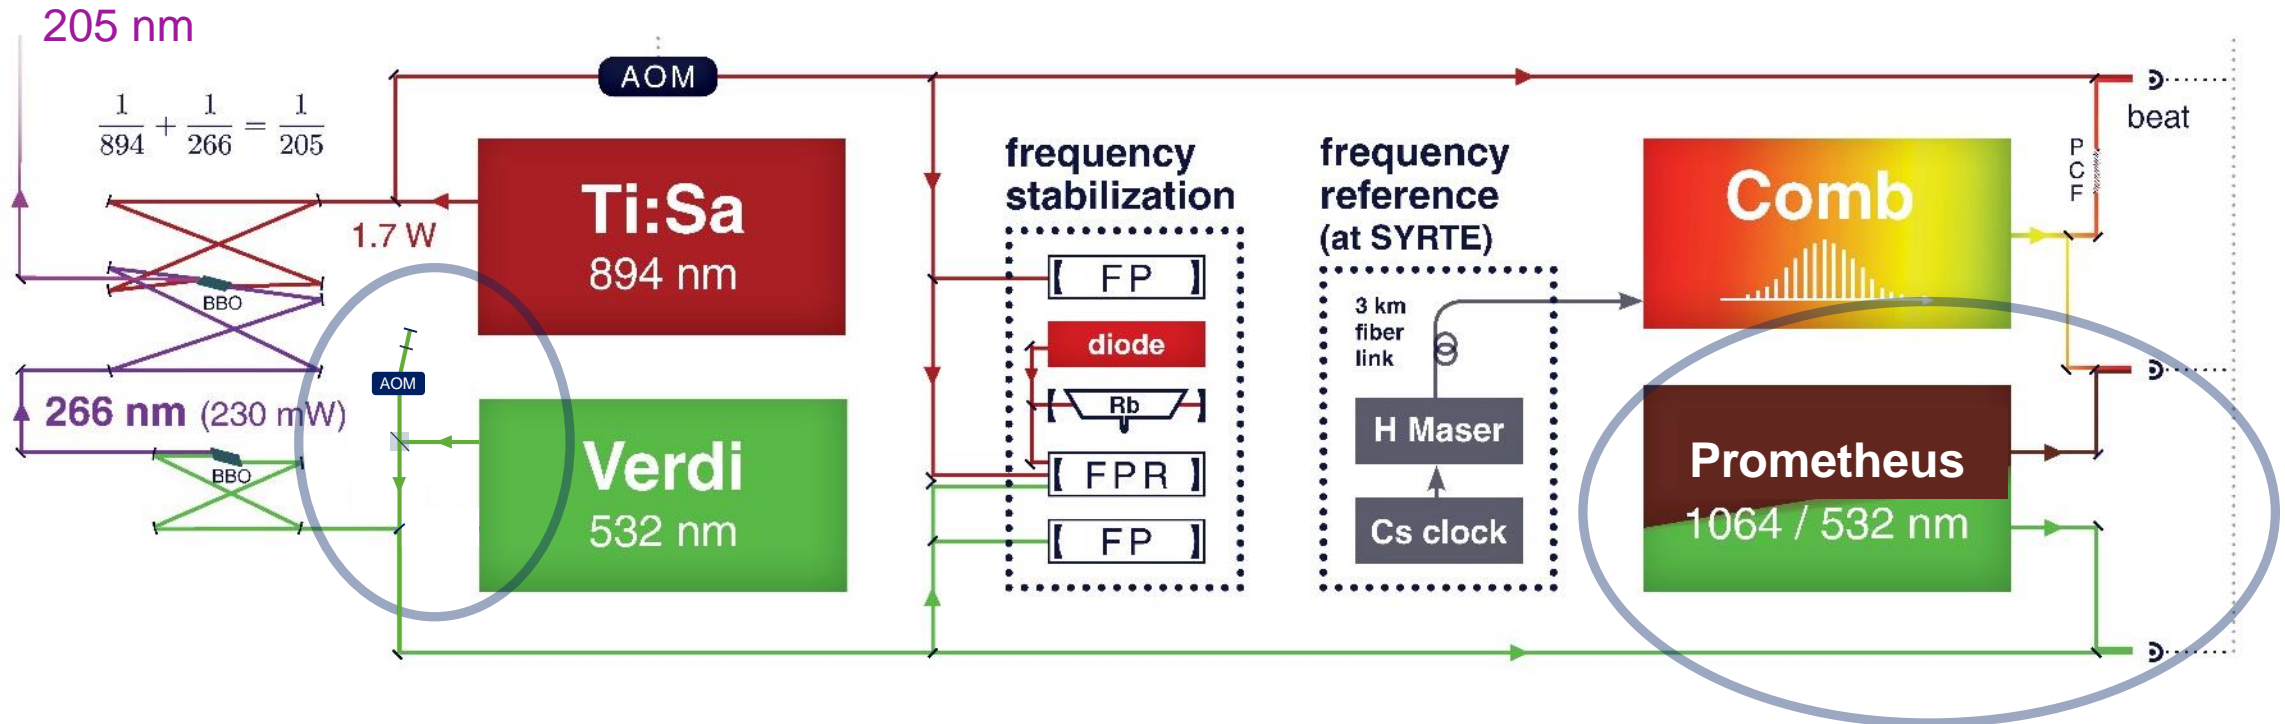 205 nm
1/894 + 1/266 = 1/205
1.7 W
BBO
266 nm (230 mW)
BBO
AOM
AOM
Ti:Sa
894 nm
Verdi
532 nm
frequency
stabilization
FP
diode
Rb
FPR
FP
frequency
reference
(at SYRTE)
3 km
fiber
link
H Maser
Cs clock
Comb
Prometheus
1064 / 532 nm
PCF
beat